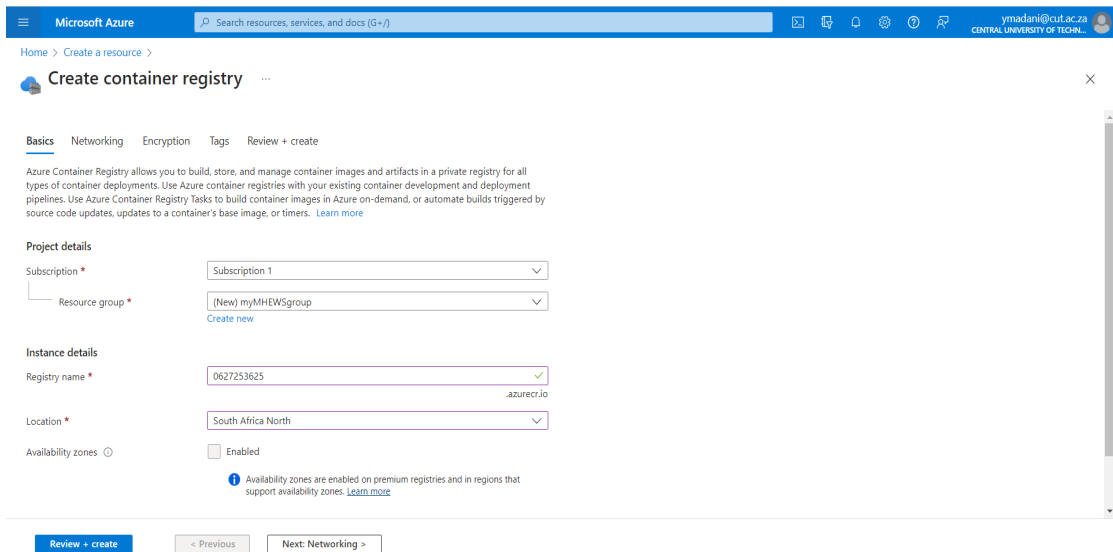 Microsoft Azure
Search resources, services, and docs (G+/)
ymadani@cut.ac.za
CENTRAL UNIVERSITY OF TECHN...
Home > Create a resource >
Create container registry ...
Basics Networking Encryption Tags Review + create
Azure Container Registry allows you to build, store, and manage container images and artifacts in a private registry for all
types of container deployments. Use Azure container registries with your existing container development and deployment
pipelines. Use Azure Container Registry Tasks to build container images in Azure on-demand, or automate builds triggered by
source code updates, updates to a container's base image, or timers. Learn more
Project details
Subscription * Subscription 1
Resource group * (New) myMHEWSgroup
Create new
Instance details
Registry name * 0627253625
.azurecr.io
Location * South Africa North
Availability zones Enabled
Availability zones are enabled on premium registries and in regions that
support availability zones. Learn more
Review + create < Previous Next: Networking >